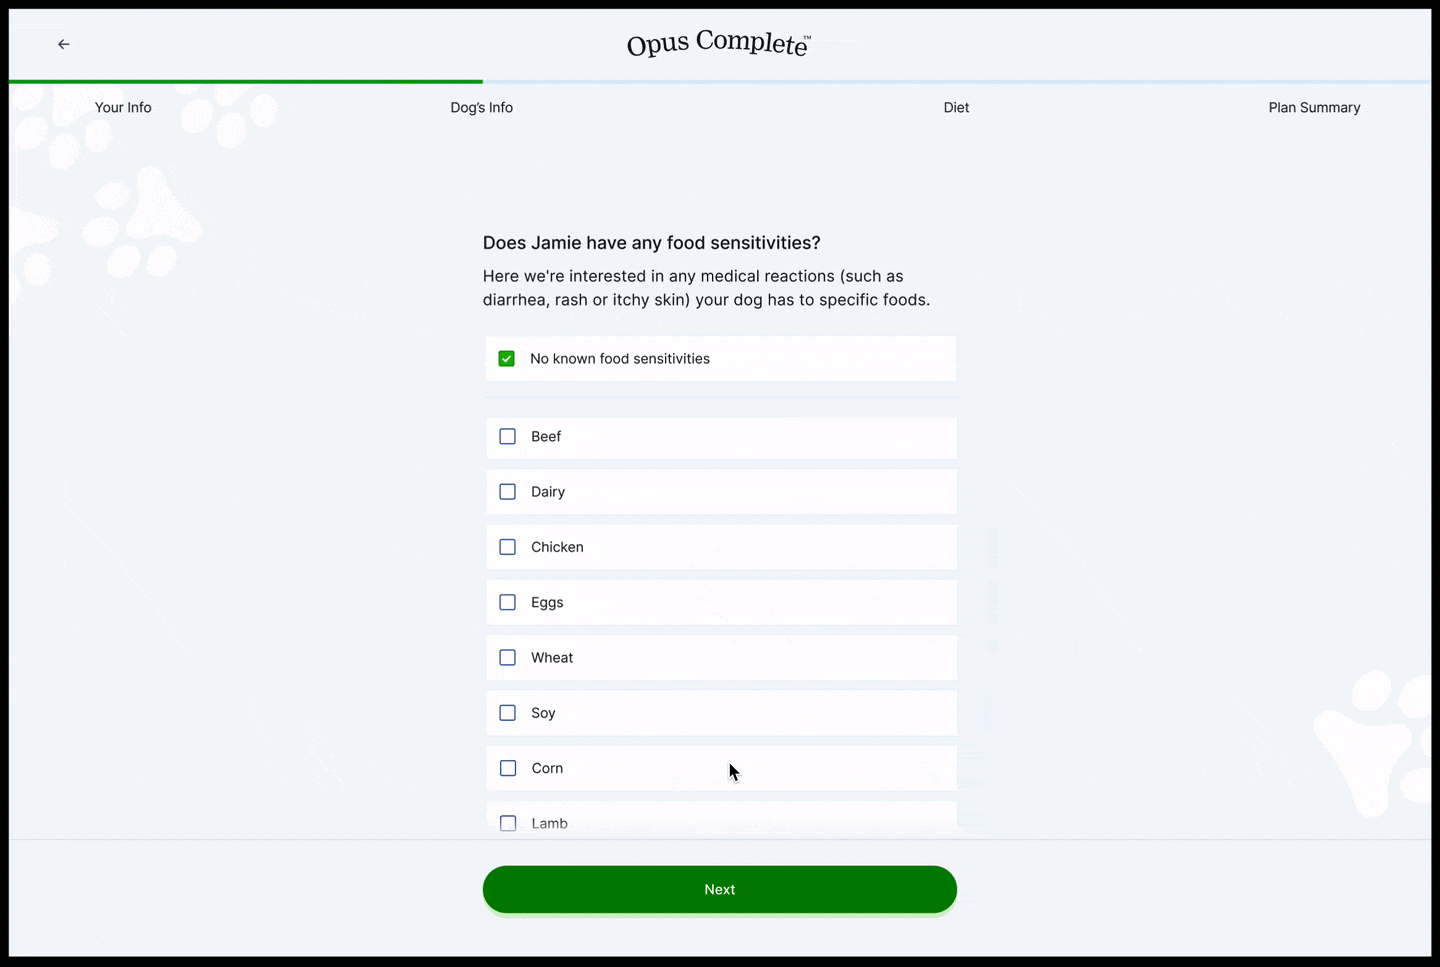 Opus Complete™
Your Info
Dog's Info
Diet
Plan Summary
Does Jamie have any food sensitivities?
Here we're interested in any medical reactions (such as
diarrhea, rash or itchy skin) your dog has to specific foods.
No known food sensitivities
Beef
Dairy
Chicken
Eggs
Wheat
Soy
Corn
Lamb
Next